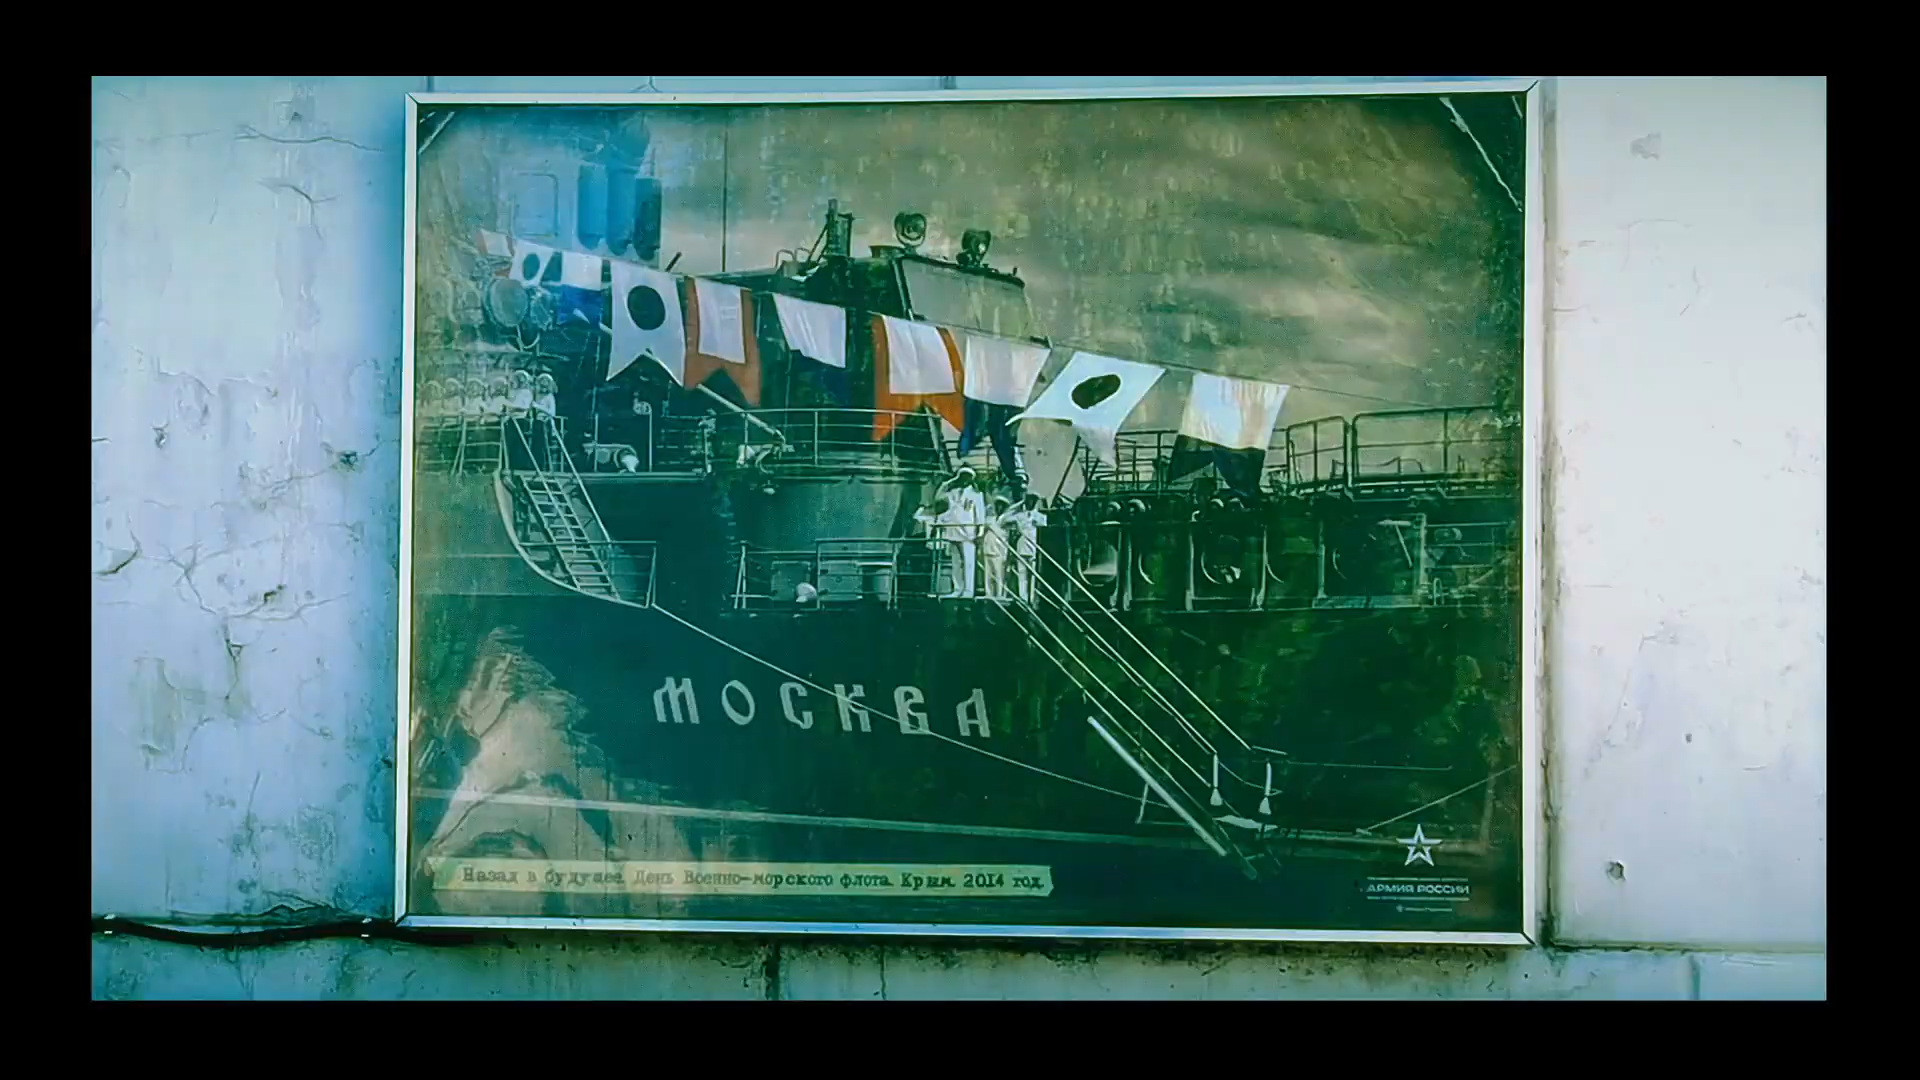 МОСКВА
Назад в будущее. День Военно-морского флота. Крым. 2014 год.
АРМИЯ РОССИИ